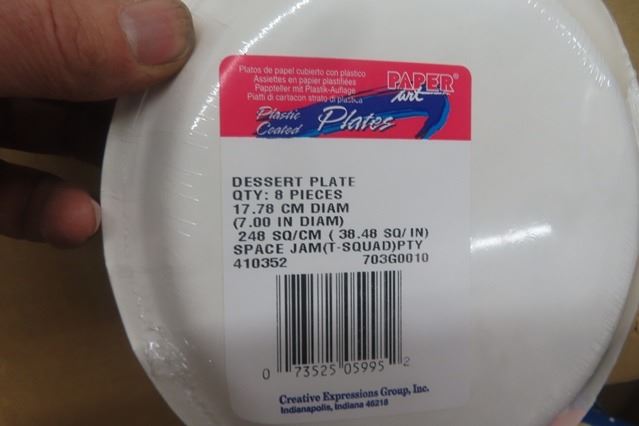 Platos de papel cubierto con plastico
Assiettes en papier plastifiées
Pappteller mit Plastik-Auflage
Piatti di cartacon strato di plastica
PAPER®
art
Plastic
Coated
Plates
DESSERT PLATE
QTY: 8 PIECES
17.78 CM DIAM
(7.00 IN DIAM)
248 SQ/CM ( 38.48 SQ/IN)
SPACE JAM(T-SQUAD)PTY
410352 703G0010
0 73525 05995 2
Creative Expressions Group, Inc.
Indianapolis, Indiana 46218